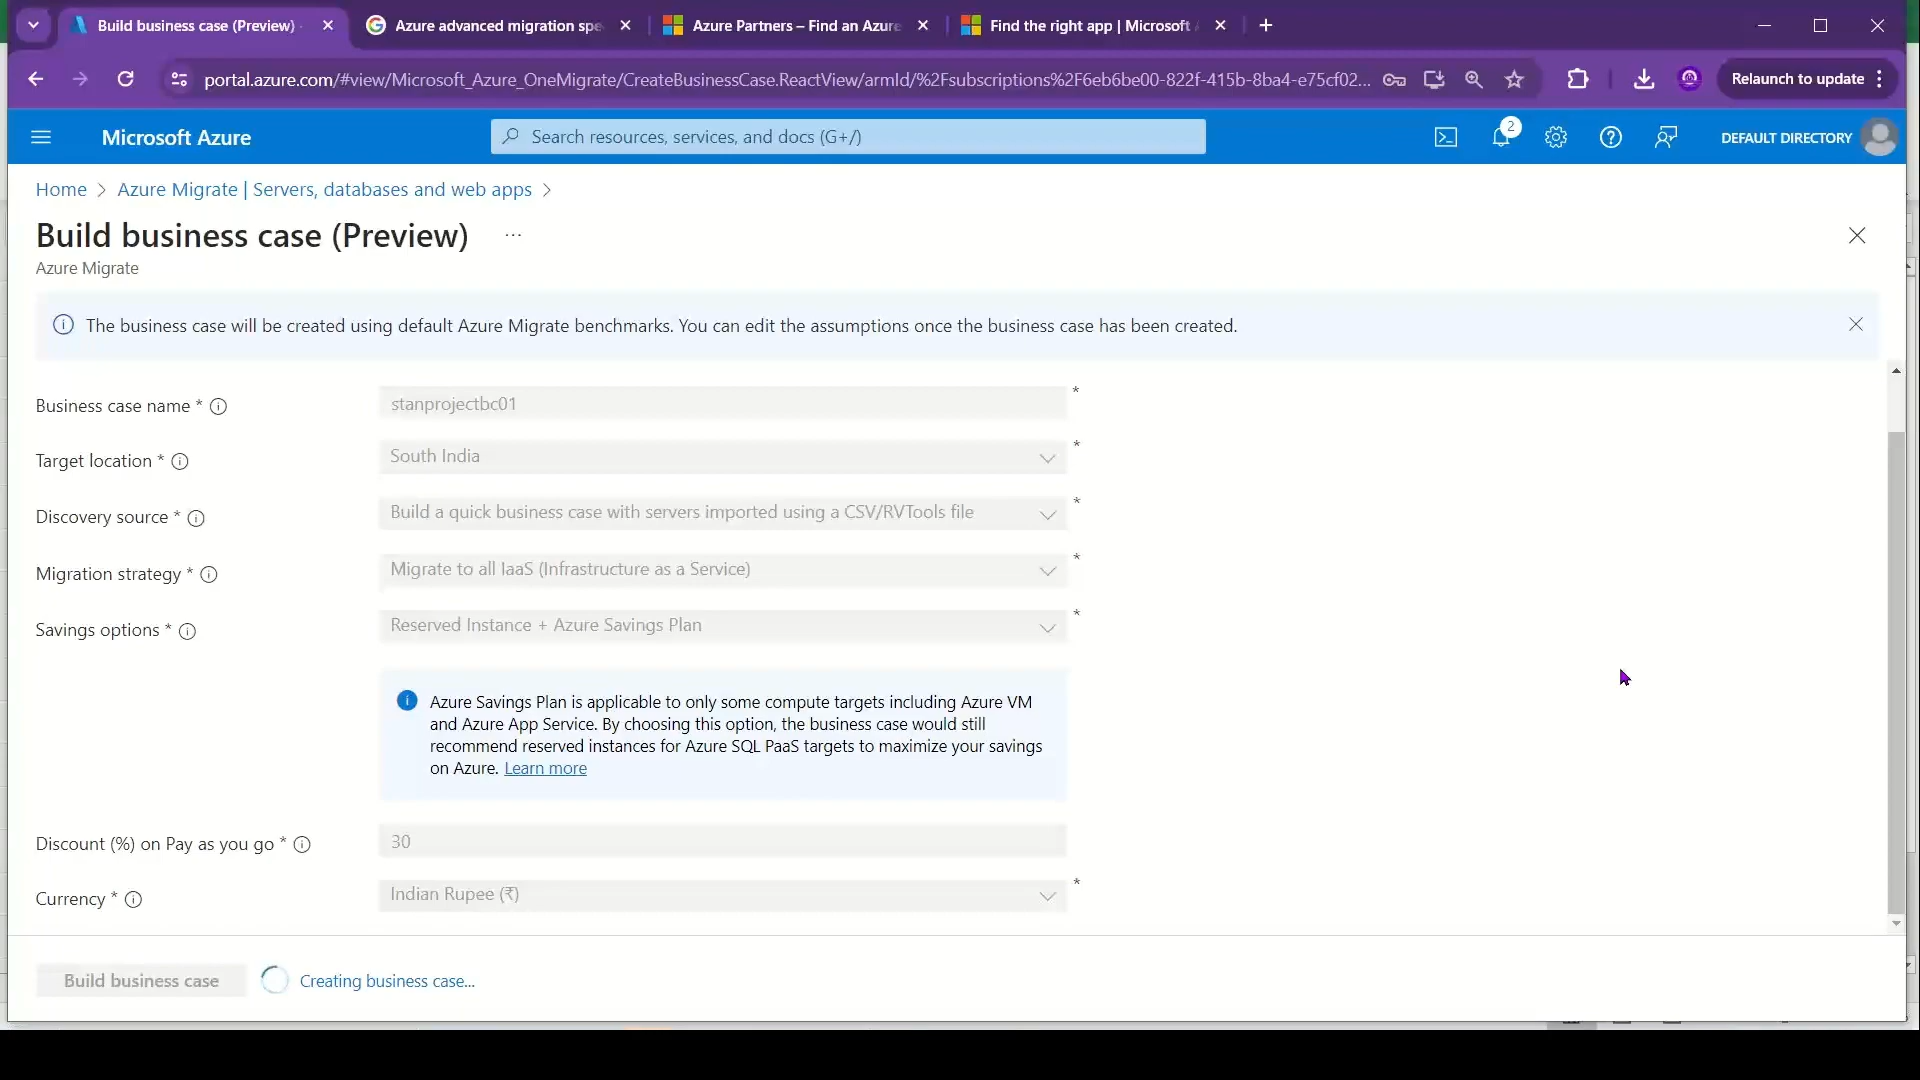 Build business case (Preview) -
Azure advanced migration spe
Azure Partners – Find an Azure
Find the right app | Microsoft
portal.azure.com/#view/Microsoft_Azure_OneMigrate/CreateBusinessCase.ReactView/armId/%2Fsubscriptions%2F6eb6be00-822f-415b-8ba4-e75cf02...
Relaunch to update
Microsoft Azure
Search resources, services, and docs (G+/)
2
DEFAULT DIRECTORY
Home > Azure Migrate | Servers, databases and web apps >
Build business case (Preview) ...
Azure Migrate
The business case will be created using default Azure Migrate benchmarks. You can edit the assumptions once the business case has been created.
Business case name *
stanprojectbc01
*
Target location *
South India
*
Discovery source *
Build a quick business case with servers imported using a CSV/RVTools file
*
Migration strategy *
Migrate to all IaaS (Infrastructure as a Service)
*
Savings options *
Reserved Instance + Azure Savings Plan
*
Azure Savings Plan is applicable to only some compute targets including Azure VM
and Azure App Service. By choosing this option, the business case would still
recommend reserved instances for Azure SQL PaaS targets to maximize your savings
on Azure. Learn more
Discount (%) on Pay as you go *
30
Currency *
Indian Rupee (₹)
*
Build business case
Creating business case...